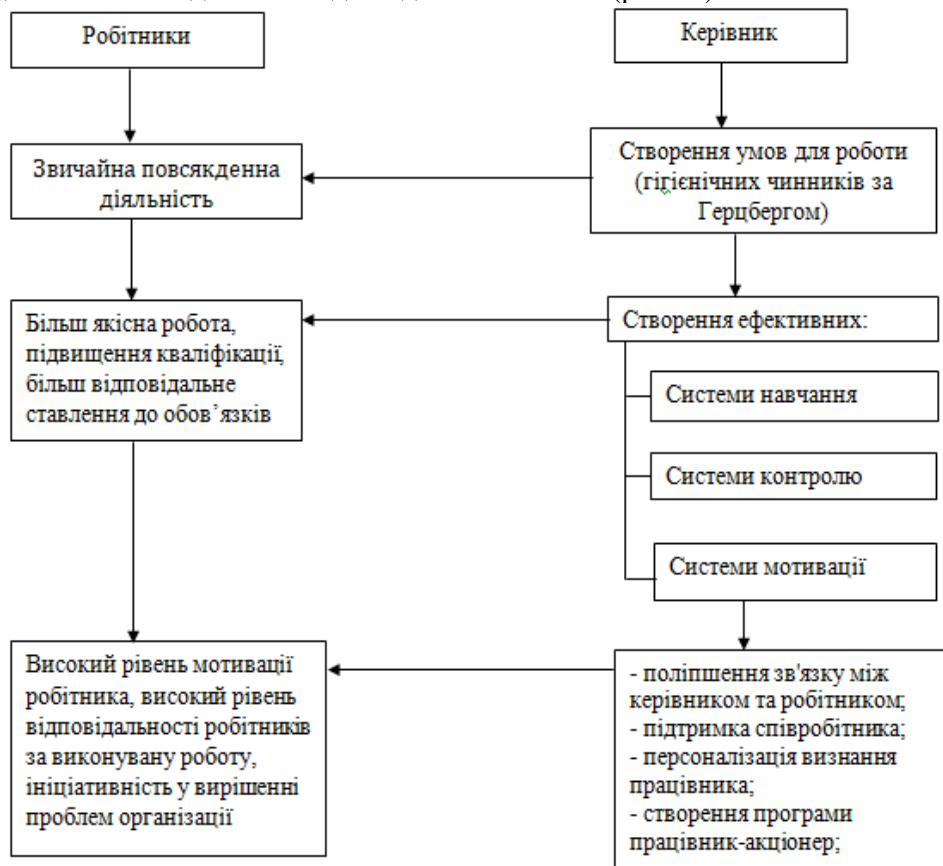 Робітники
Керівник
Звичайна повсякденна
діяльність
Створення умов для роботи
(гігієнічних чинників за
Герцбергом)
Більш якісна робота,
підвищення кваліфікації,
більш відповідальне
ставлення до обов’язків
Створення ефективних:
Системи навчання
Системи контролю
Системи мотивації
Високий рівень мотивації
робітника, високий рівень
відповідальності робітників
за виконувану роботу,
ініціативність у вирішенні
проблем організації
- поліпшення зв'язку між
керівником та робітником;
- підтримка співробітника;
- персоналізація визнання
працівника;
- створення програми
працівник-акціонер;